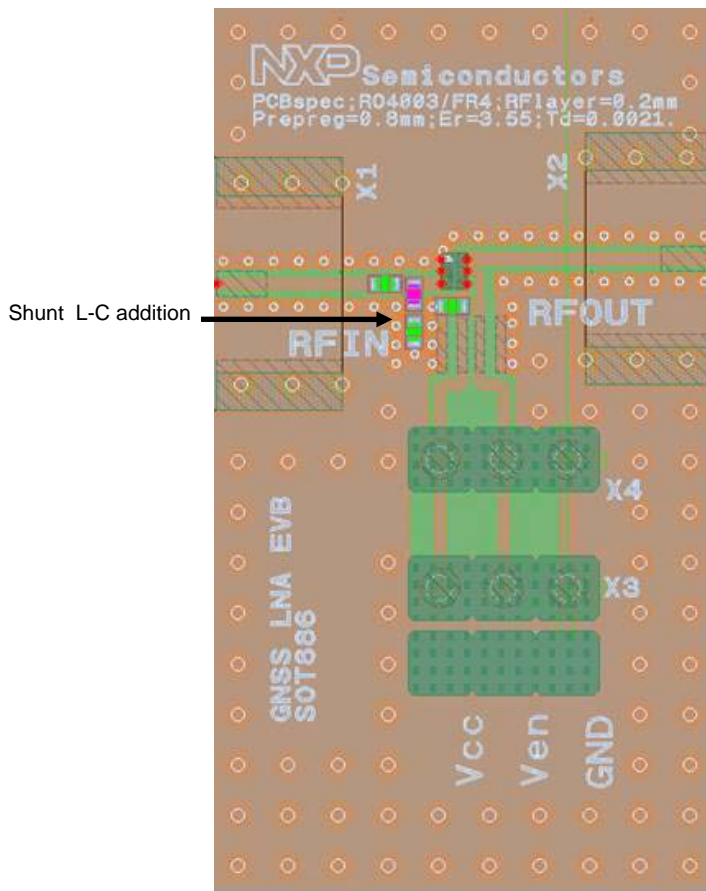 NXP Semiconductors
PCBspec;RO4003/FR4;RFlayer=0.2mm
Prepreg=0.8mm;Er=3.55;Td=0.0021.
X1
X2
Shunt L-C addition
RFIN
RFOUT
X4
X3
GNSS LNA EVB
SOT886
Vcc
Ven
GND